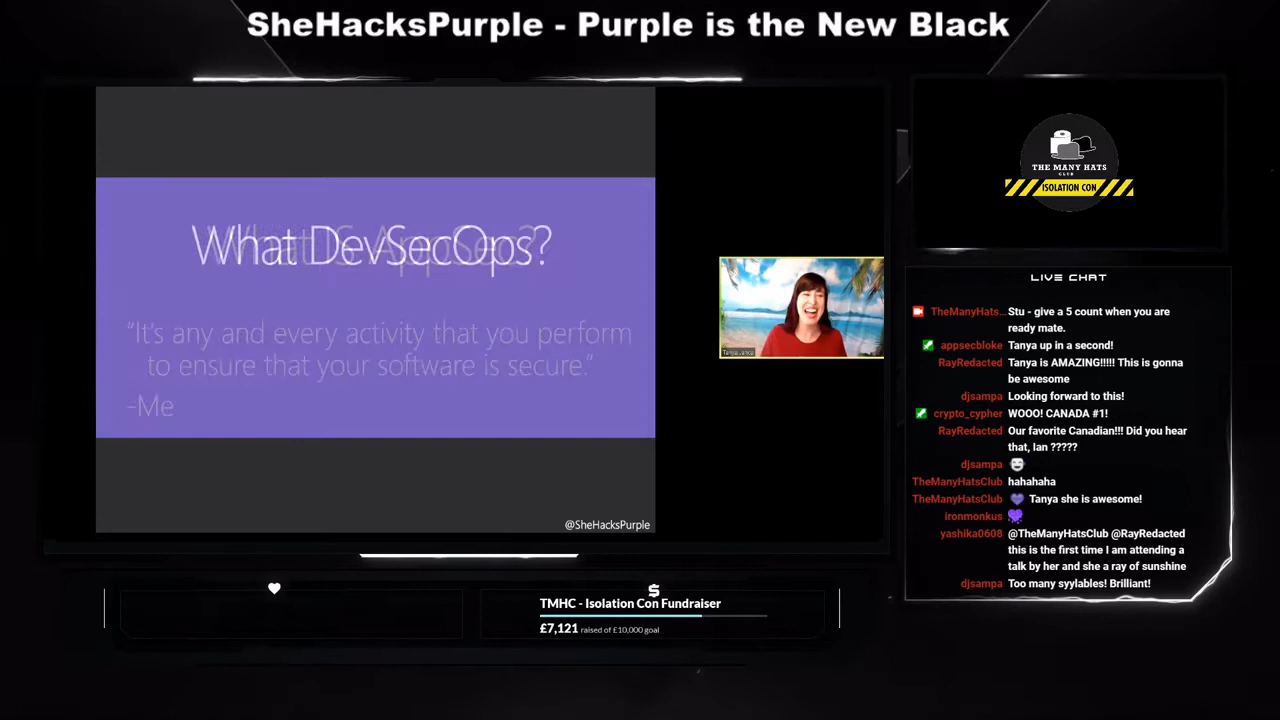 SheHacksPurple - Purple is the New Black
What DevSecOps?
What IS AppSec?
“It’s any and every activity that you perform
to ensure that your software is secure.”
-Me
@SheHacksPurple
THE MANY HATS
CLUB
ISOLATION CON
LIVE CHAT
TheManyHats... Stu - give a 5 count when you are
ready mate.
appsecbloke Tanya up in a second!
RayRedacted Tanya is AMAZING!!!!! This is gonna
be awesome
djsampa Looking forward to this!
crypto_cypher WOOO! CANADA #1!
RayRedacted Our favorite Canadian!!! Did you hear
that, Ian ?????
djsampa
TheManyHatsClub hahahaha
TheManyHatsClub 💜 Tanya she is awesome!
ironmonkus
yashika0608 @TheManyHatsClub @RayRedacted
this is the first time I am attending a
talk by her and she a ray of sunshine
djsampa Too many syylables! Brilliant!
TMHC - Isolation Con Fundraiser
£7,121 raised of £10,000 goal